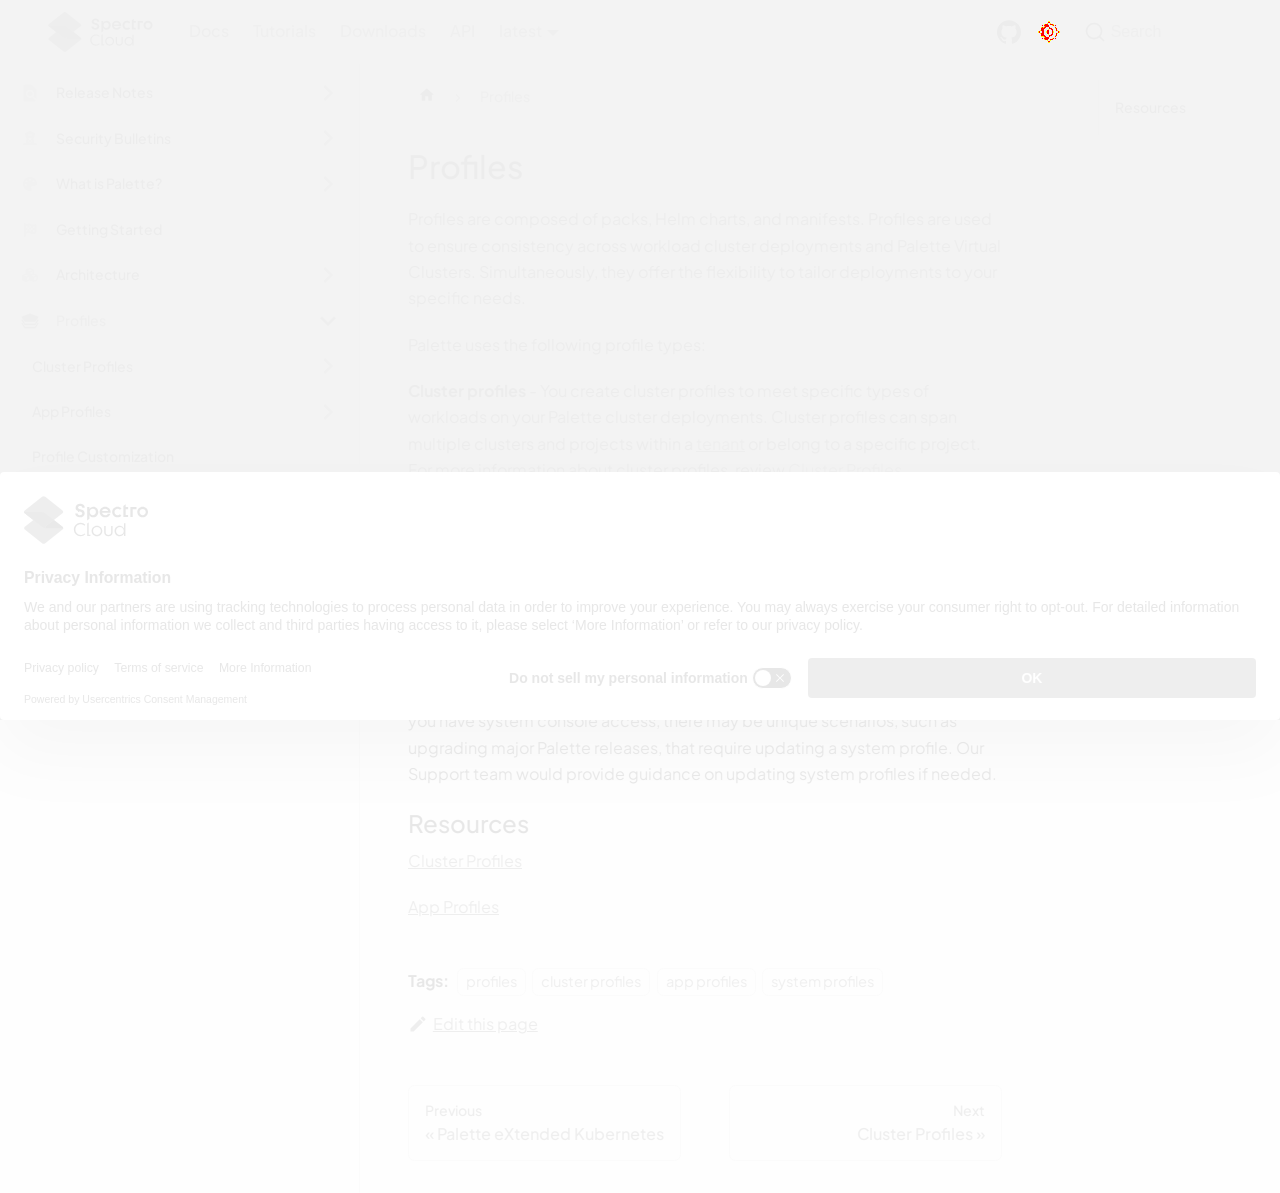 Spectro Cloud
Docs Tutorials Downloads API latest
Search
Release Notes
Security Bulletins
What is Palette?
Getting Started
Architecture
Profiles
Cluster Profiles
App Profiles
Profile Customization
Profiles
Resources
Profiles
Profiles are composed of packs, Helm charts, and manifests. Profiles are used
to ensure consistency across workload cluster deployments and Palette Virtual
Clusters. Simultaneously, they offer the flexibility to tailor deployments to your
specific needs.
Palette uses the following profile types:
Cluster profiles - You create cluster profiles to meet specific types of
workloads on your Palette cluster deployments. Cluster profiles can span
multiple clusters and projects within a tenant or belong to a specific project.
For more information about cluster profiles, review Cluster Profiles.
Spectro Cloud
Privacy Information
We and our partners are using tracking technologies to process personal data in order to improve your experience. You may always exercise your consumer right to opt-out. For detailed information
about personal information we collect and third parties having access to it, please select ‘More Information’ or refer to our privacy policy.
Privacy policy Terms of service More Information
Do not sell my personal information
OK
Powered by Usercentrics Consent Management
you have system console access, there may be unique scenarios, such as
upgrading major Palette releases, that require updating a system profile. Our
Support team would provide guidance on updating system profiles if needed.
Resources
Cluster Profiles
App Profiles
Tags: profiles cluster profiles app profiles system profiles
Edit this page
Previous
« Palette eXtended Kubernetes
Next
Cluster Profiles »